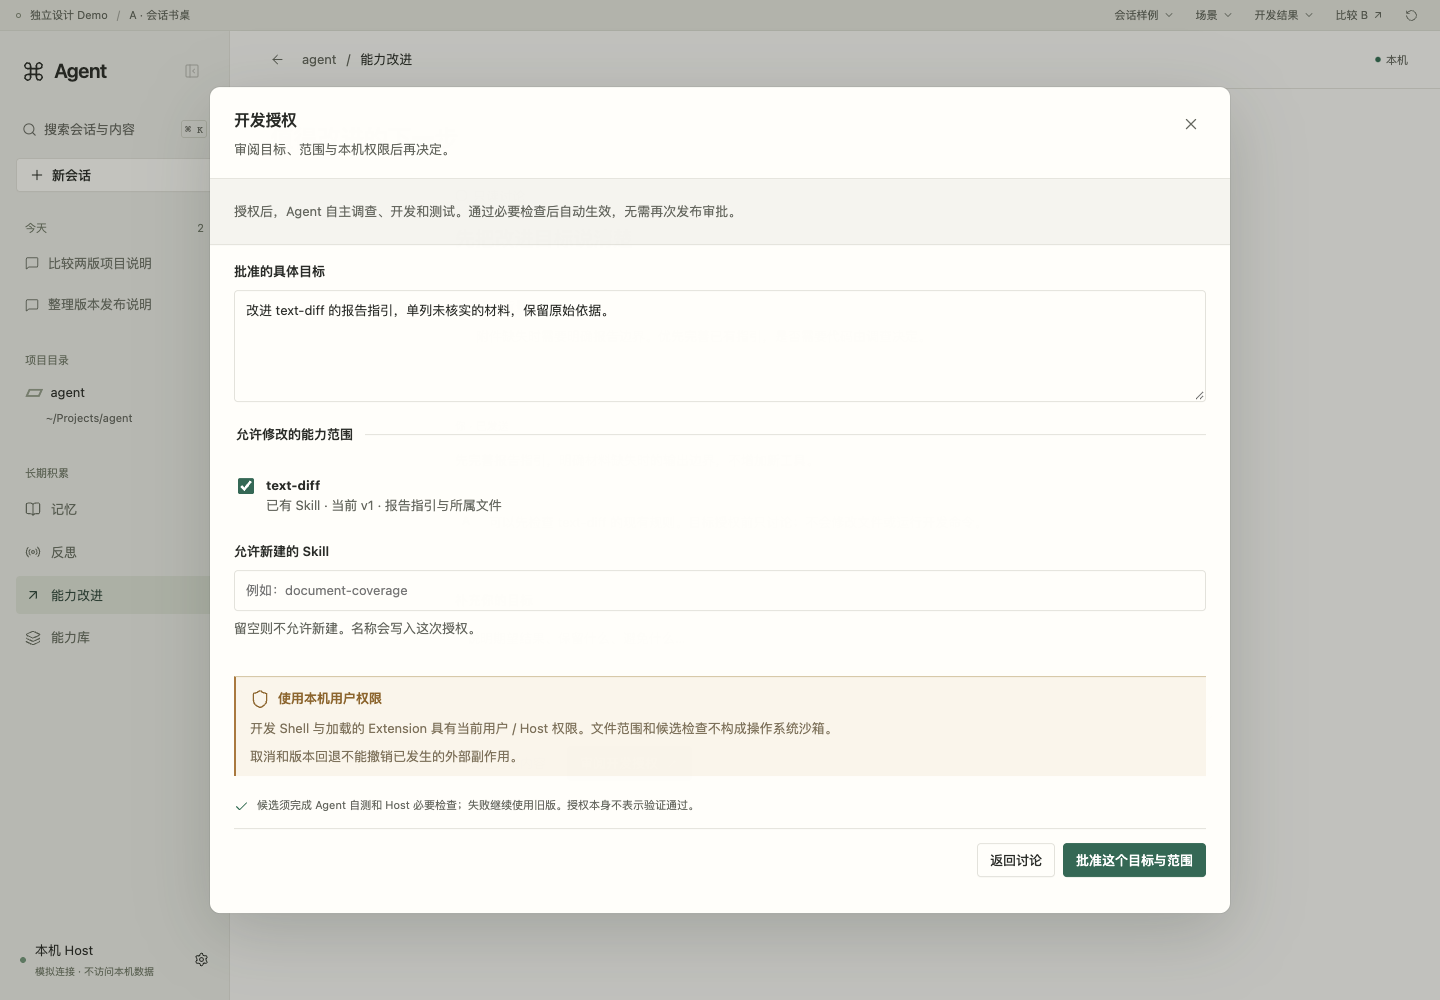 独立设计 Demo / A · 会话书桌
会话样例 场景 开发结果 比较 B
Agent
agent / 能力改进
本机
搜索会话与内容 ⌘ K
新会话
今天 2
比较两版项目说明
整理版本发布说明
项目目录
agent
~/Projects/agent
长期积累
记忆
反思
能力改进
能力库
本机 Host
模拟连接 · 不访问本机数据
开发授权
审阅目标、范围与本机权限后再决定。
授权后，Agent 自主调查、开发和测试。通过必要检查后自动生效，无需再次发布审批。
批准的具体目标
改进 text-diff 的报告指引，单列未核实的材料，保留原始依据。
允许修改的能力范围
text-diff
已有 Skill · 当前 v1 · 报告指引与所属文件
允许新建的 Skill
例如：document-coverage
留空则不允许新建。名称会写入这次授权。
使用本机用户权限
开发 Shell 与加载的 Extension 具有当前用户 / Host 权限。文件范围和候选检查不构成操作系统沙箱。
取消和版本回退不能撤销已发生的外部副作用。
候选须完成 Agent 自测和 Host 必要检查；失败继续使用旧版。授权本身不表示验证通过。
返回讨论 批准这个目标与范围